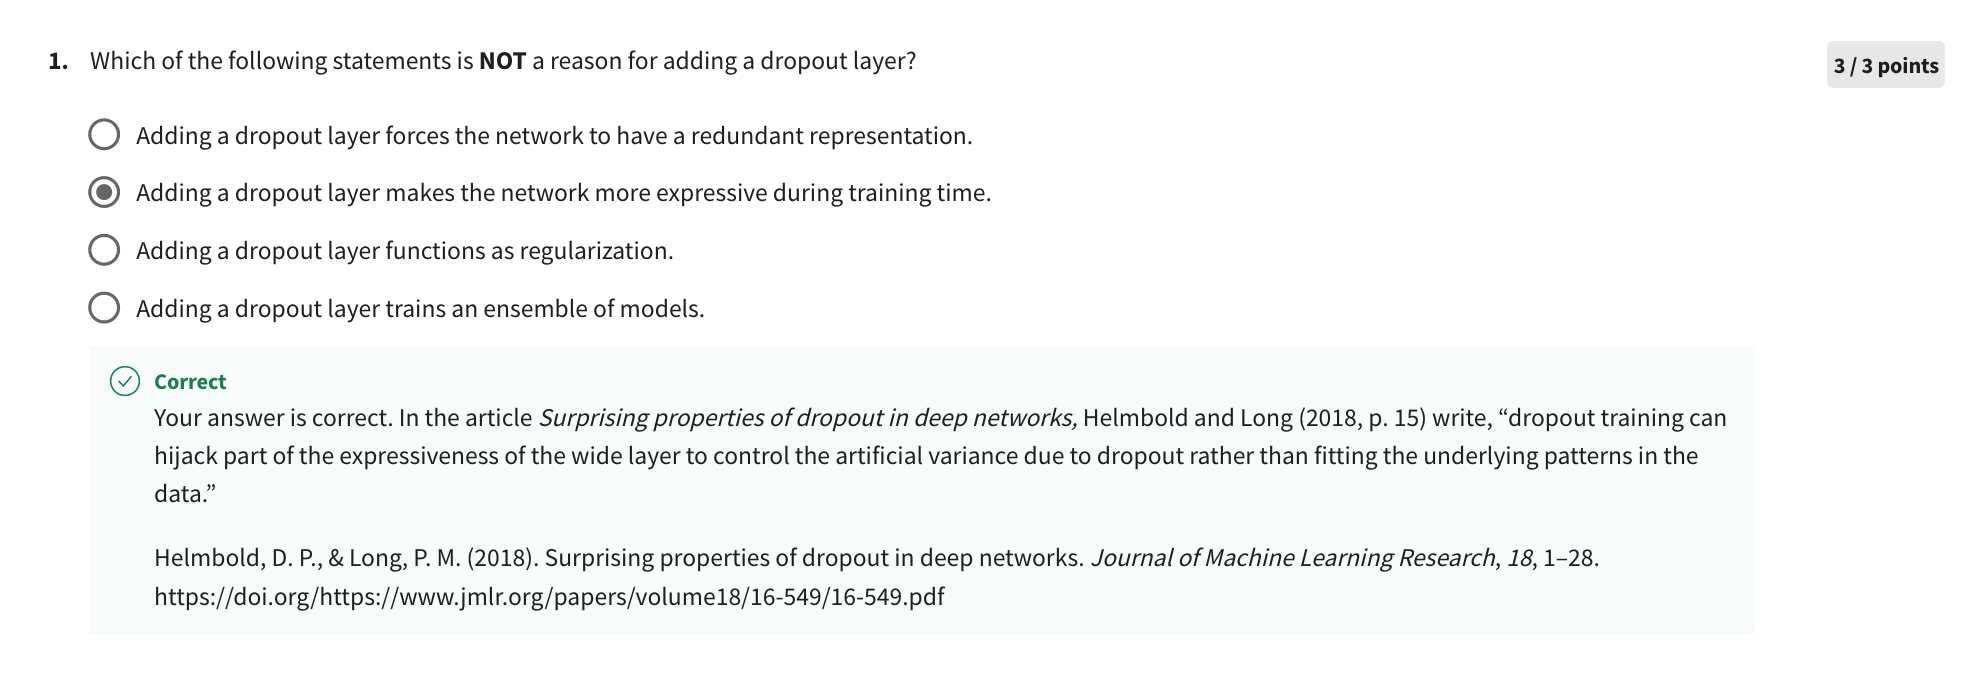 1. Which of the following statements is NOT a reason for adding a dropout layer?
3 / 3 points
Adding a dropout layer forces the network to have a redundant representation.
Adding a dropout layer makes the network more expressive during training time.
Adding a dropout layer functions as regularization.
Adding a dropout layer trains an ensemble of models.
Correct
Your answer is correct. In the article Surprising properties of dropout in deep networks, Helmbold and Long (2018, p. 15) write, “dropout training can
hijack part of the expressiveness of the wide layer to control the artificial variance due to dropout rather than fitting the underlying patterns in the
data.”
Helmbold, D. P., & Long, P. M. (2018). Surprising properties of dropout in deep networks. Journal of Machine Learning Research, 18, 1–28.
https://doi.org/https://www.jmlr.org/papers/volume18/16-549/16-549.pdf